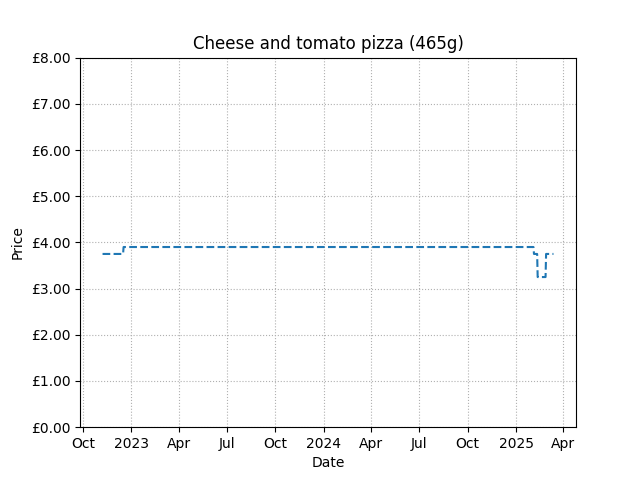 Cheese and tomato pizza (465g)
£8.00
£7.00
£6.00
£5.00
£4.00
£3.00
£2.00
£1.00
£0.00
Price
Oct 2023 Apr Jul Oct 2024 Apr Jul Oct 2025 Apr
Date